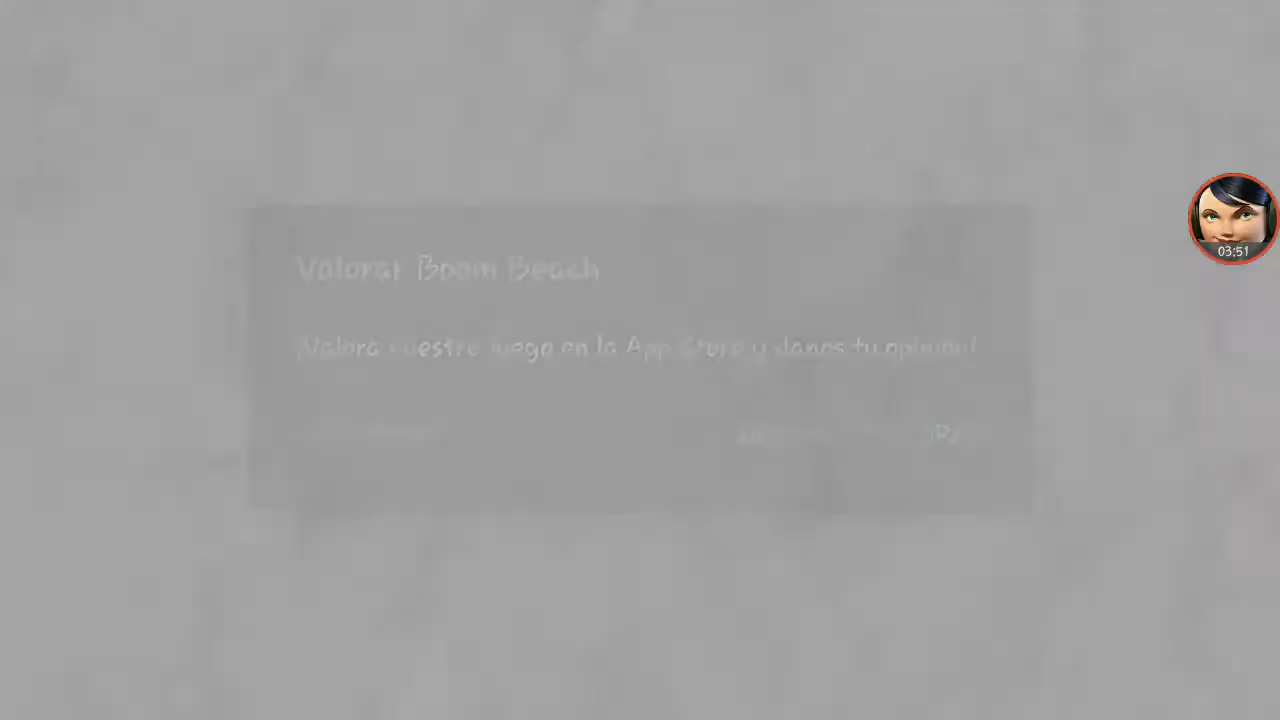 Valorar Boom Beach
¡Valora nuestro juego en la App Store y danos tu opinión!
03:51